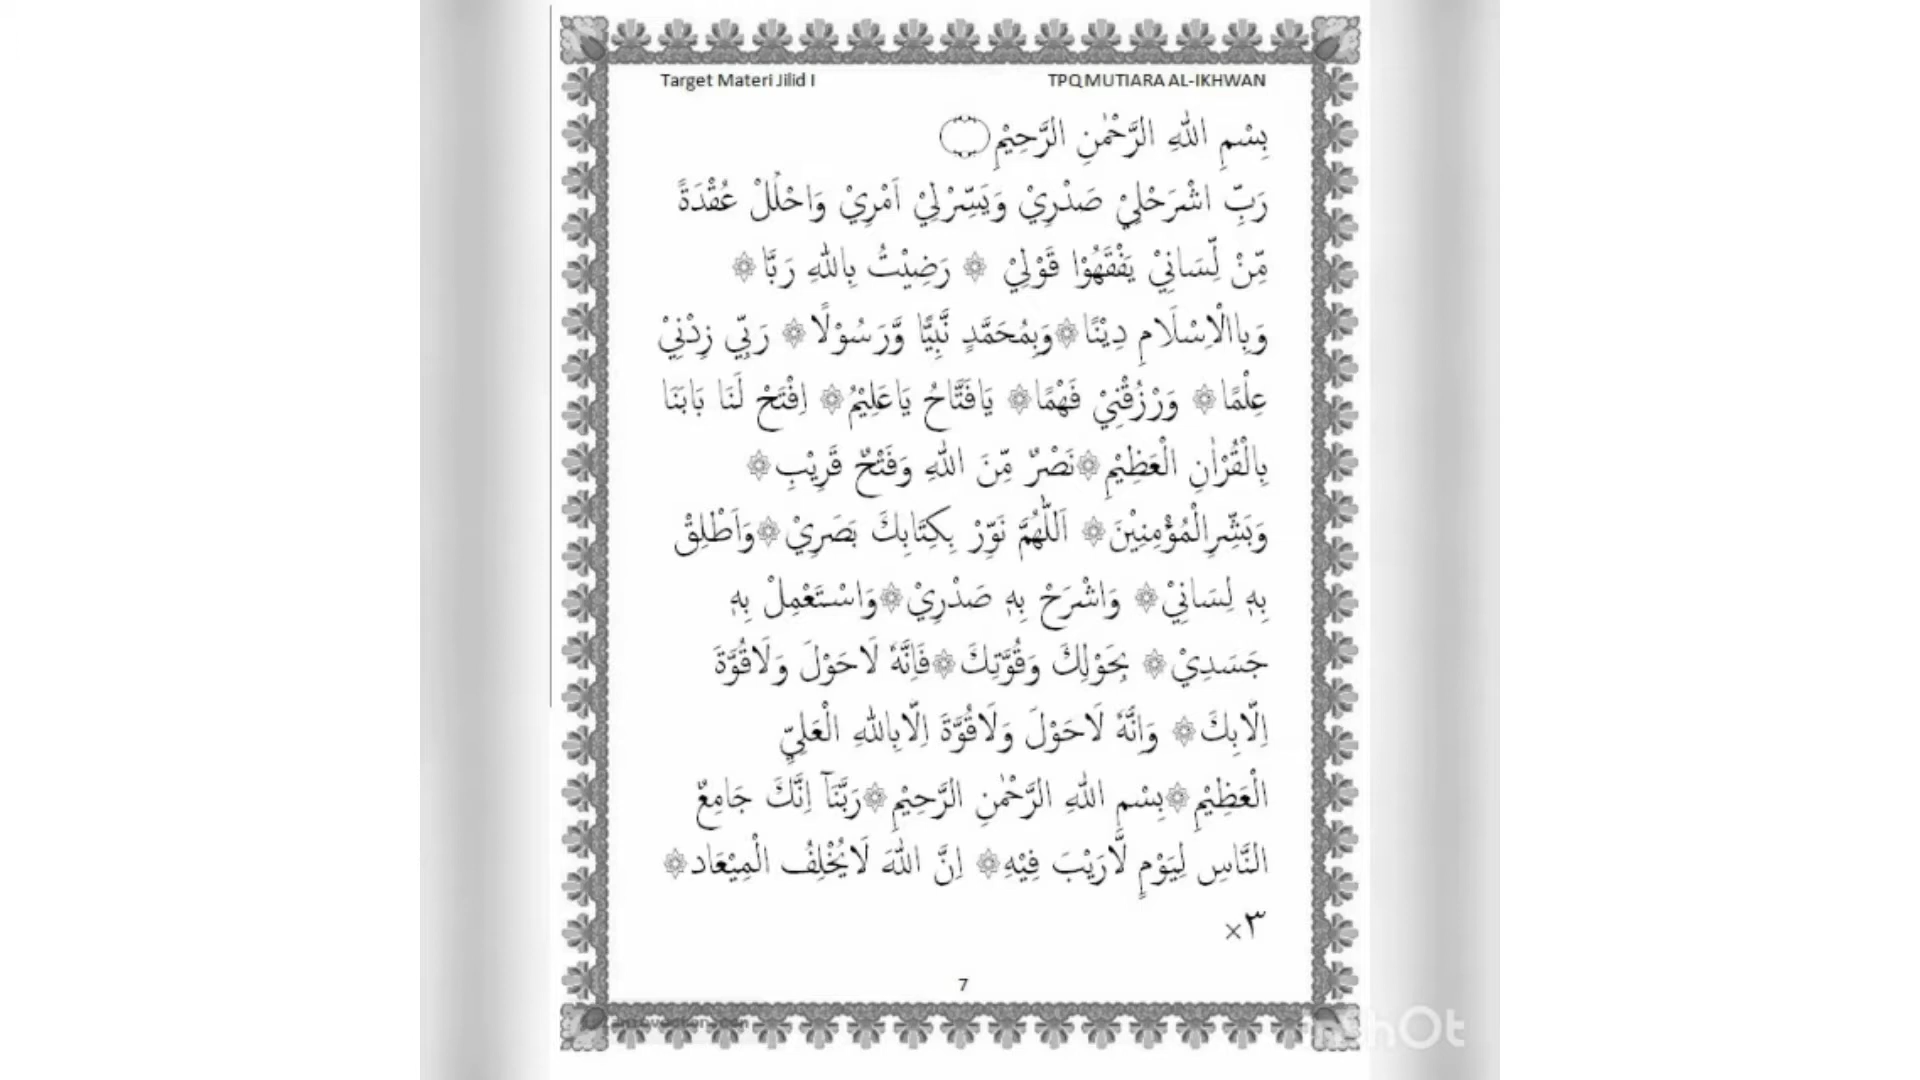 Target Materi Jilid I TPQ MUTIARA AL-IKHWAN
بِسْمِ اللهِ الرَّحْمٰنِ الرَّحِيْمِ
رَبِّ اشْرَحْلِيْ صَدْرِيْ وَيَسِّرْلِيْ اَمْرِيْ وَاحْلُلْ عُقْدَةً
مِّنْ لِّسَانِيْ يَفْقَهُوْا قَوْلِيْ ۞ رَضِيْتُ بِاللهِ رَبَّا ۞
وَبِاالْاِسْلَامِ دِيْنًا ۞ وَبِمُحَمَّدٍ نَّبِيًّا وَّرَسُوْلًا ۞ رَبِّي زِدْنِيْ
عِلْمًا ۞ وَرْزُقْنِيْ فَهْمًا ۞ يَافَتَّاحُ يَاعَلِيْمُ ۞ اِفْتَحْ لَنَا بَابَنَا
بِالْقُرْاٰنِ الْعَظِيْمِ ۞ نَصْرٌ مِّنَ اللهِ وَفَتْحٌ قَرِيْبِ ۞
وَبَشِّرِالْمُؤْمِنِيْنَ ۞ اَللّٰهُمَّ نَوِّرْ بِكِتَابِكَ بَصَرِيْ ۞ وَاَطْلِقْ
بِهٖ لِسَانِيْ ۞ وَاشْرَحْ بِهٖ صَدْرِيْ ۞ وَاسْتَعْمِلْ بِهٖ
جَسَدِيْ ۞ بِحَوْلِكَ وَقُوَّتِكَ ۞ فَاِنَّهٗ لَاحَوْلَ وَلَاقُوَّةَ
اِلَّابِكَ ۞ وَاِنَّهٗ لَاحَوْلَ وَلَاقُوَّةَ اِلَّابِاللهِ الْعَلِيِّ
الْعَظِيْمِ ۞ بِسْمِ اللهِ الرَّحْمٰنِ الرَّحِيْمِ ۞ رَبَّنَآ اِنَّكَ جَامِعٌ
النَّاسِ لِيَوْمٍ لَّارَيْبَ فِيْهِ ۞ اِنَّ اللهَ لَايُخْلِفُ الْمِيْعَاد ۞
٣×
7